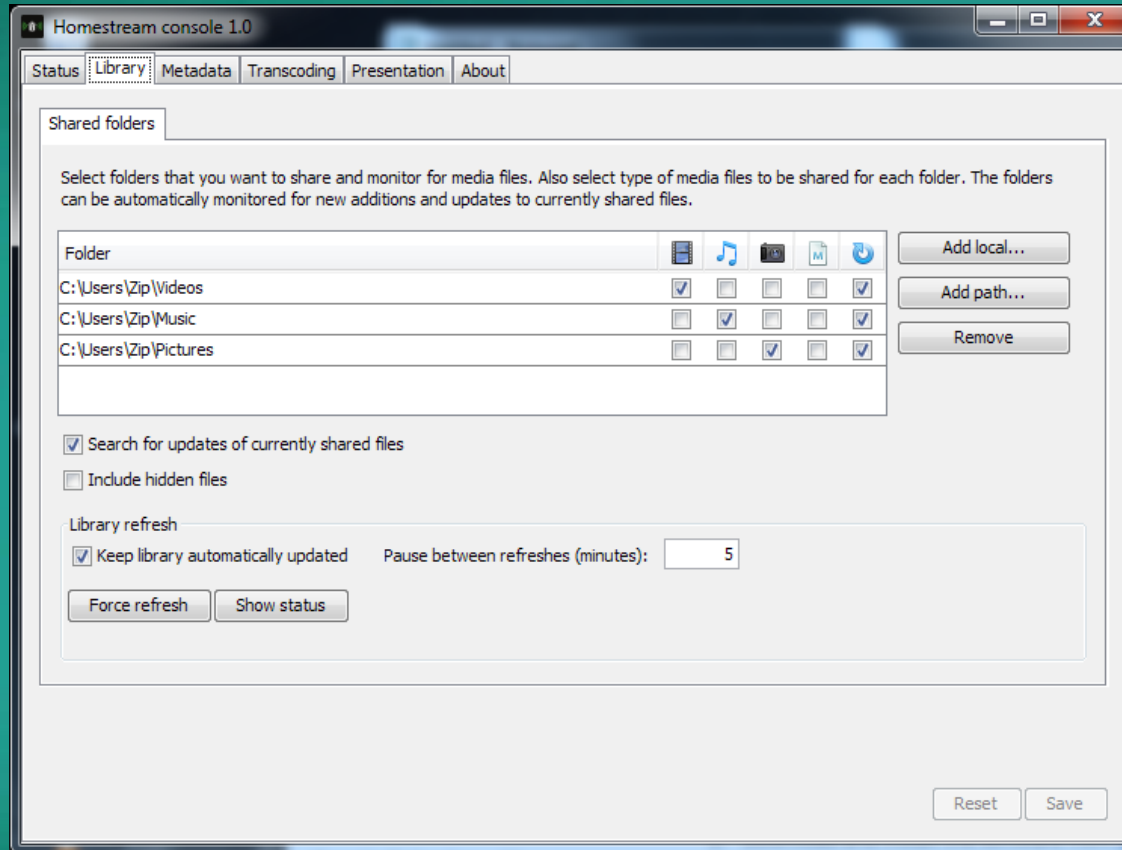 Homestream console 1.0
Status Library Metadata Transcoding Presentation About
Shared folders
Select folders that you want to share and monitor for media files. Also select type of media files to be shared for each folder. The folders
can be automatically monitored for new additions and updates to currently shared files.
Folder M
Add local...
C:\Users\Zip\Videos
Add path...
C:\Users\Zip\Music
Remove
C:\Users\Zip\Pictures
Search for updates of currently shared files
Include hidden files
Library refresh
Keep library automatically updated Pause between refreshes (minutes): 5
Force refresh Show status
Reset Save